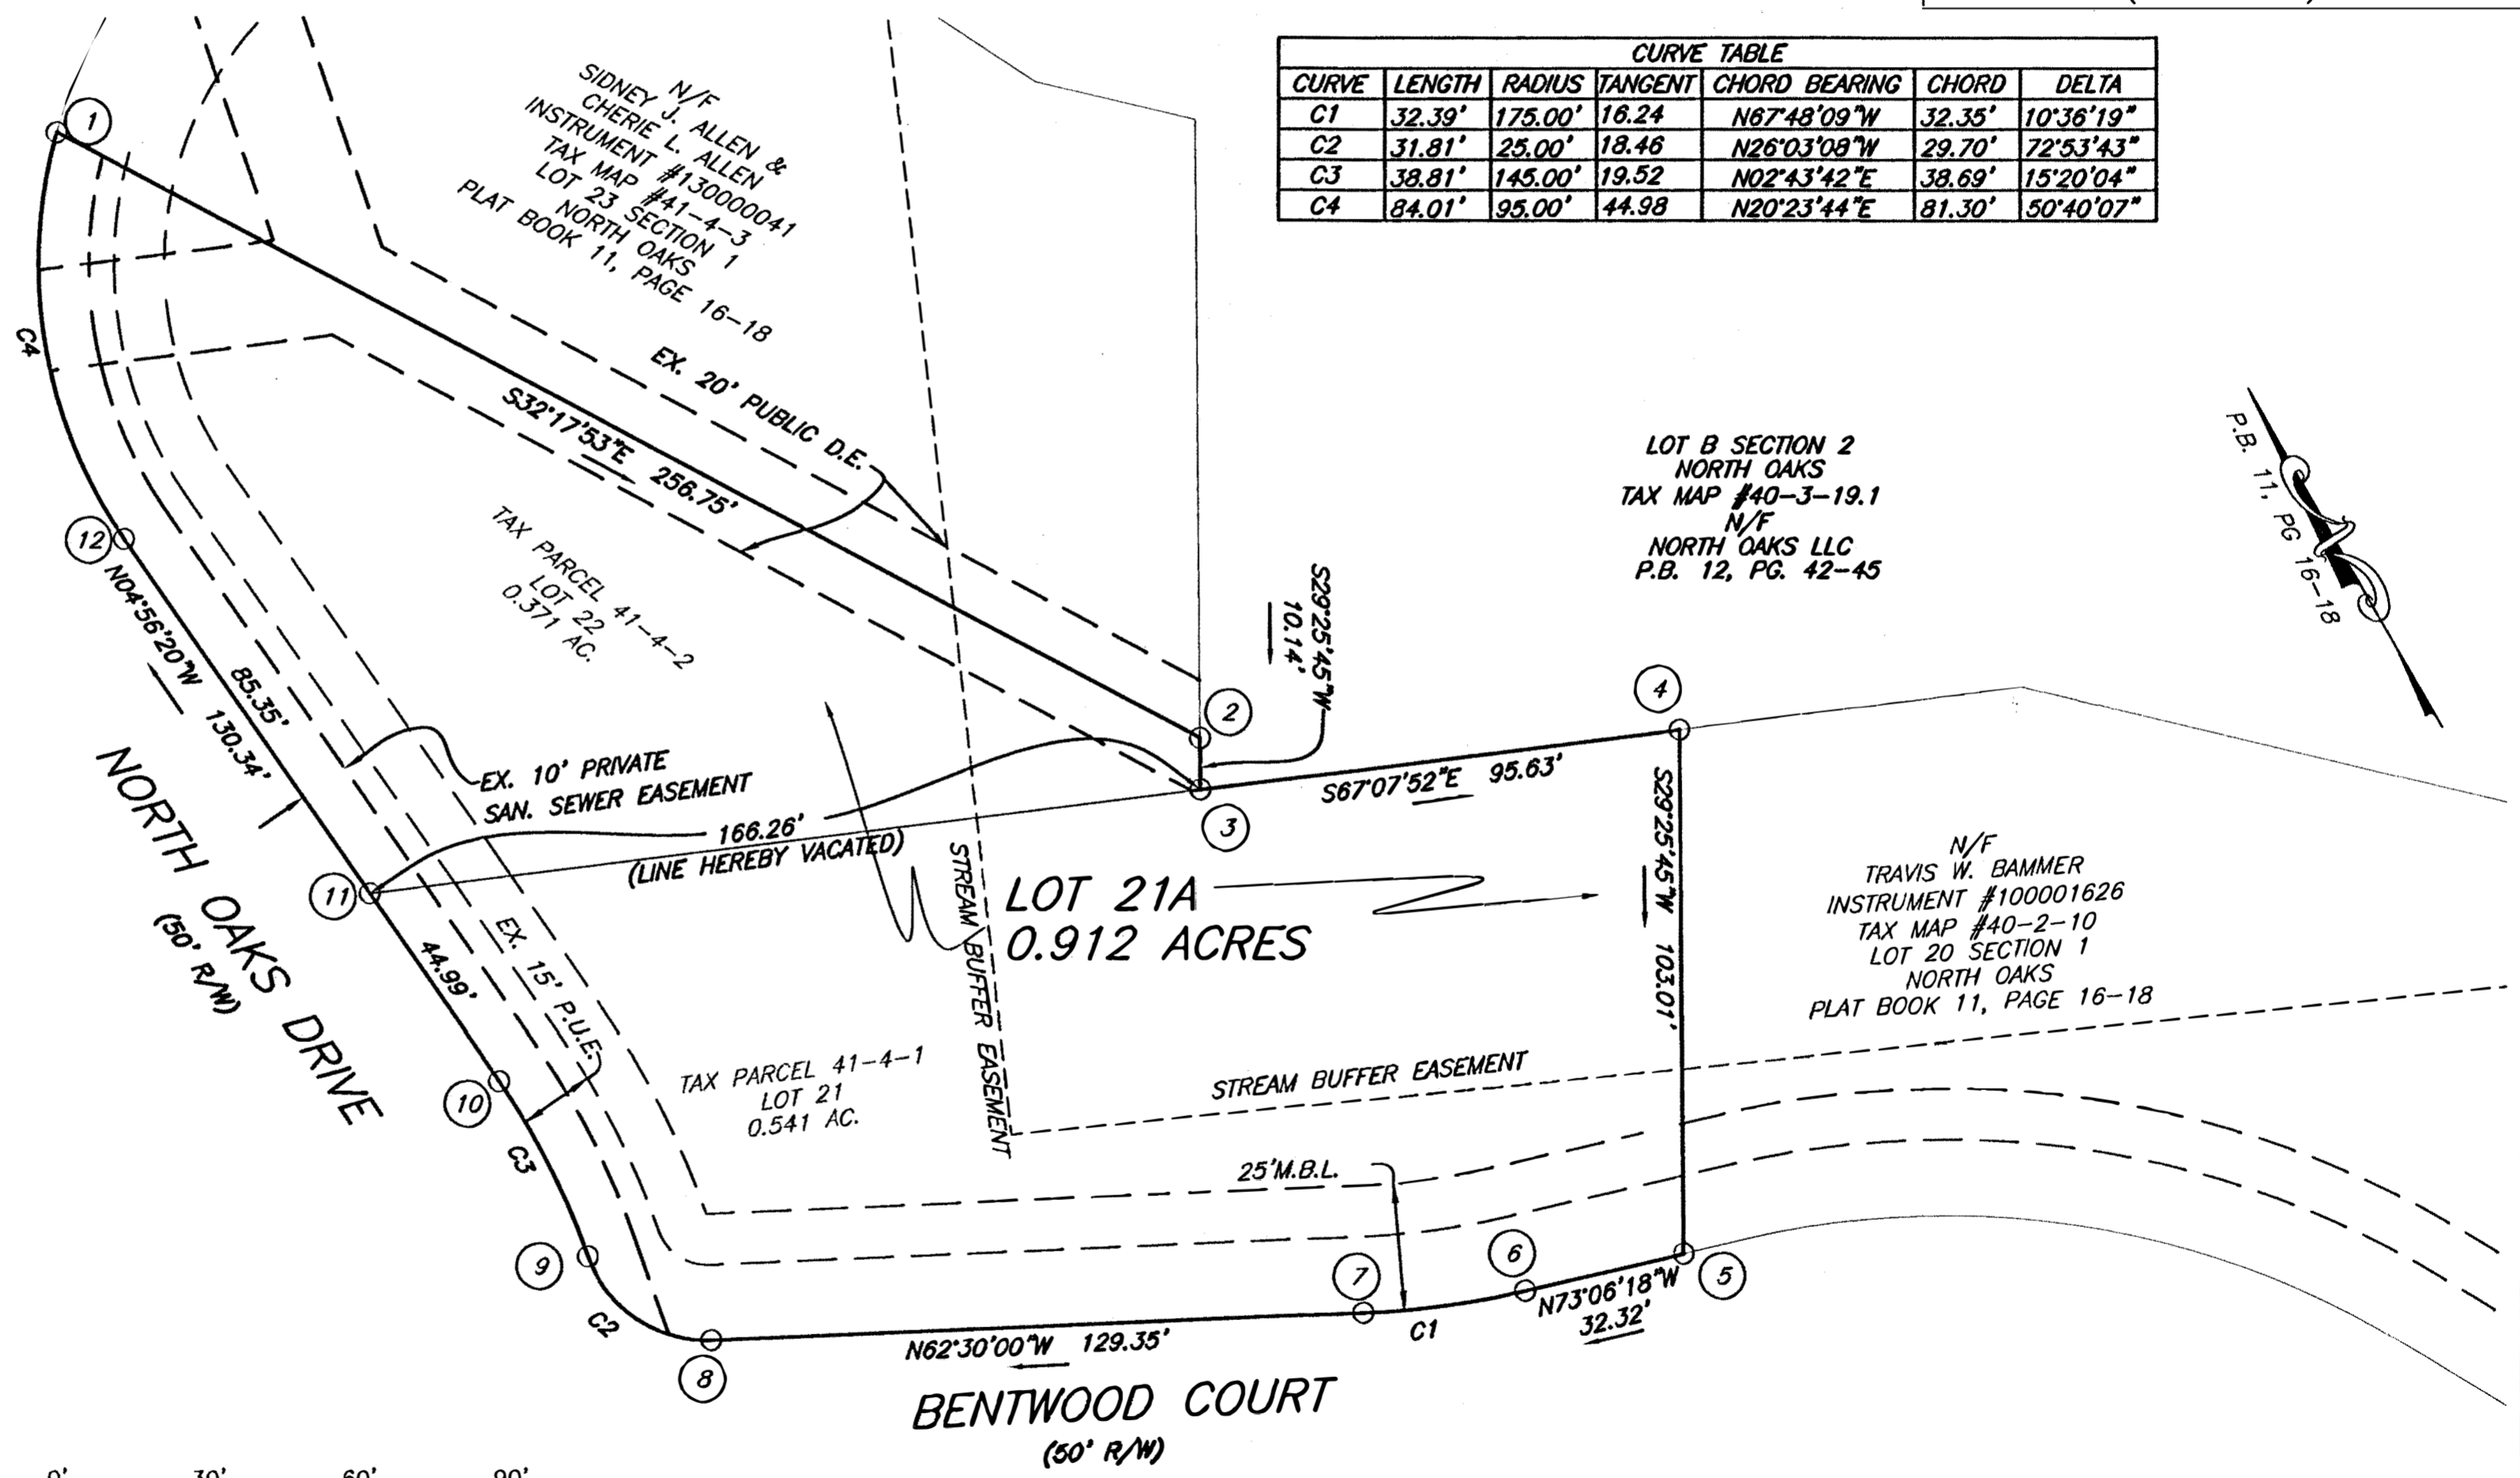 CURVE TABLE
CURVE LENGTH RADIUS TANGENT CHORD BEARING CHORD DELTA
C1 32.39' 175.00' 16.24 N67°48'09"W 32.35' 10°36'19"
C2 31.81' 25.00' 18.46 N26°03'08"W 29.70' 72°53'43"
C3 38.81' 145.00' 19.52 N02°43'42"E 38.69' 15°20'04"
C4 84.01' 95.00' 44.98 N20°23'44"E 81.30' 50°40'07"
1
N/F
SIDNEY J. ALLEN &
CHERIE L. ALLEN
INSTRUMENT #130000041
TAX MAP #41-4-3
LOT 23 SECTION 1
NORTH OAKS
PLAT BOOK 11, PAGE 16-18
C4
EX. 20' PUBLIC D.E.
S32°17'53"E 256.75'
LOT B SECTION 2
NORTH OAKS
TAX MAP #40-3-19.1
N/F
NORTH OAKS LLC
P.B. 12, PG. 42-45
P.B. 11, PG 16-18
12
TAX PARCEL 41-4-2
LOT 22
0.371 AC.
S29°25'45"W
10.14'
N04°56'20"W 130.34'
85.35'
2
4
EX. 10' PRIVATE
SAN. SEWER EASEMENT
S67°07'52"E 95.63'
3
166.26'
(LINE HEREBY VACATED)
S29°25'45"W 103.01'
NORTH OAKS DRIVE
(50' R/W)
11
LOT 21A
0.912 ACRES
STREAM BUFFER EASEMENT
N/F
TRAVIS W. BAMMER
INSTRUMENT #100001626
TAX MAP #40-2-10
LOT 20 SECTION 1
NORTH OAKS
PLAT BOOK 11, PAGE 16-18
44.99'
EX. 15' P.U.E.
10
TAX PARCEL 41-4-1
LOT 21
0.541 AC.
STREAM BUFFER EASEMENT
C3
25'M.B.L.
9
7
6
5
C2
C1
N73°06'18"W
32.32'
N62°30'00"W 129.35'
8
BENTWOOD COURT
(50' R/W)
0' 30' 60' 90'